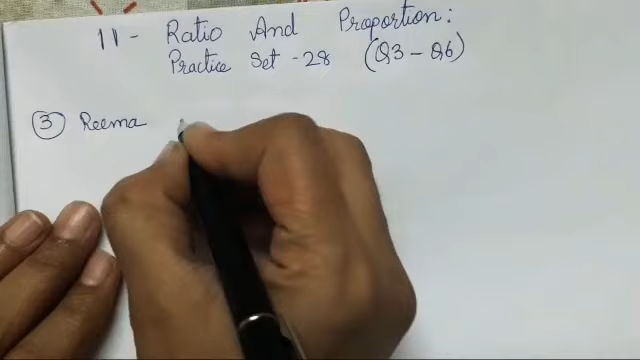 11 - Ratio And Proportion :
Practice Set - 28 (Q3 - Q6)
3 Reema